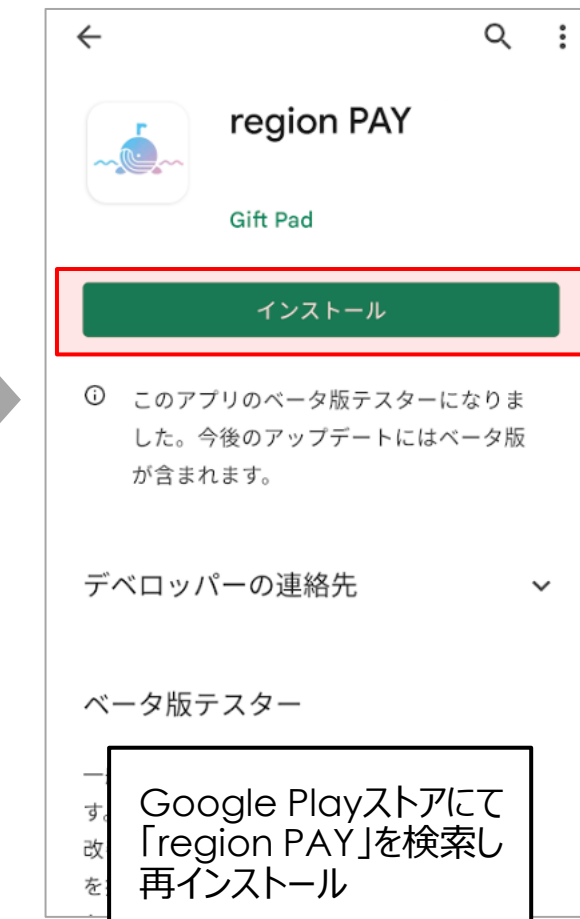 region PAY
Gift Pad
インストール
このアプリのベータ版テスターになりま
した。今後のアップデートにはベータ版
が含まれます。
デベロッパーの連絡先
ベータ版テスター
す。
改
を
Google Playストアにて
「region PAY」を検索し
再インストール